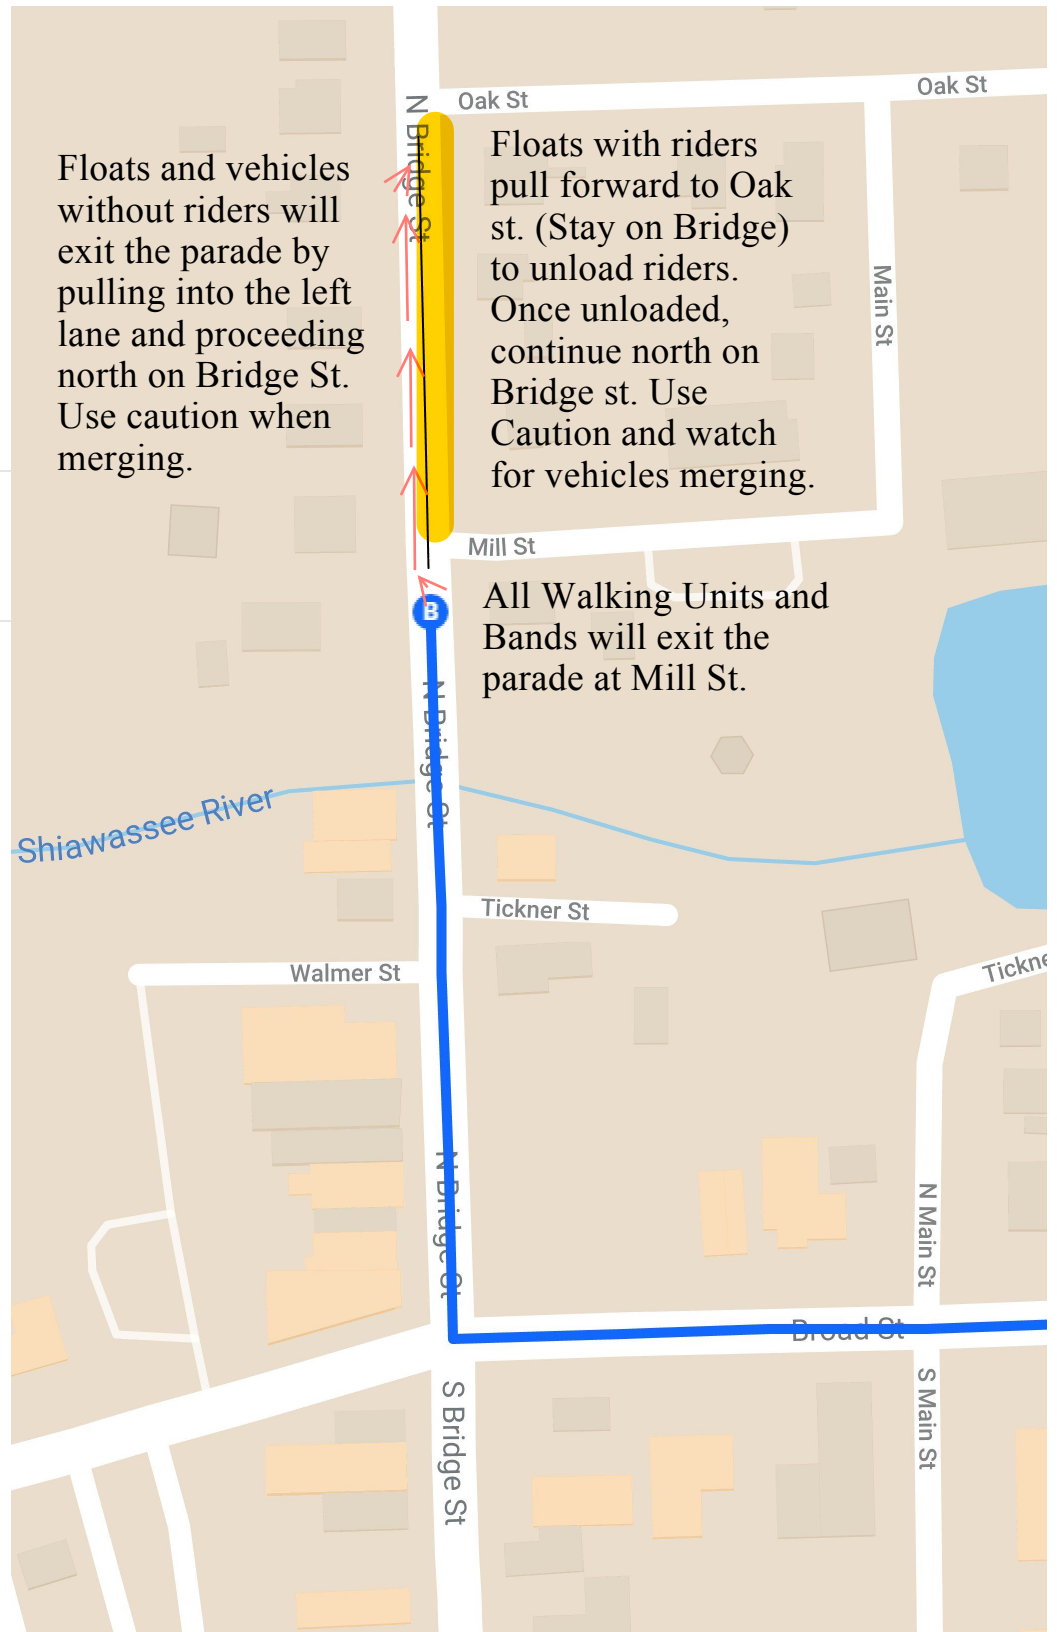 Oak St
Oak St
N Bridge St
Floats and vehicles
without riders will
exit the parade by
pulling into the left
lane and proceeding
north on Bridge St.
Use caution when
merging.
Floats with riders
pull forward to Oak
st. (Stay on Bridge)
to unload riders.
Once unloaded,
continue north on
Bridge st. Use
Caution and watch
for vehicles merging.
Main St
Mill St
All Walking Units and
Bands will exit the
parade at Mill St.
B
N Bridge St
Shiawassee River
Tickner St
Walmer St
Tickne
N Bridge St
N Main St
Broad St
S Main St
S Bridge St